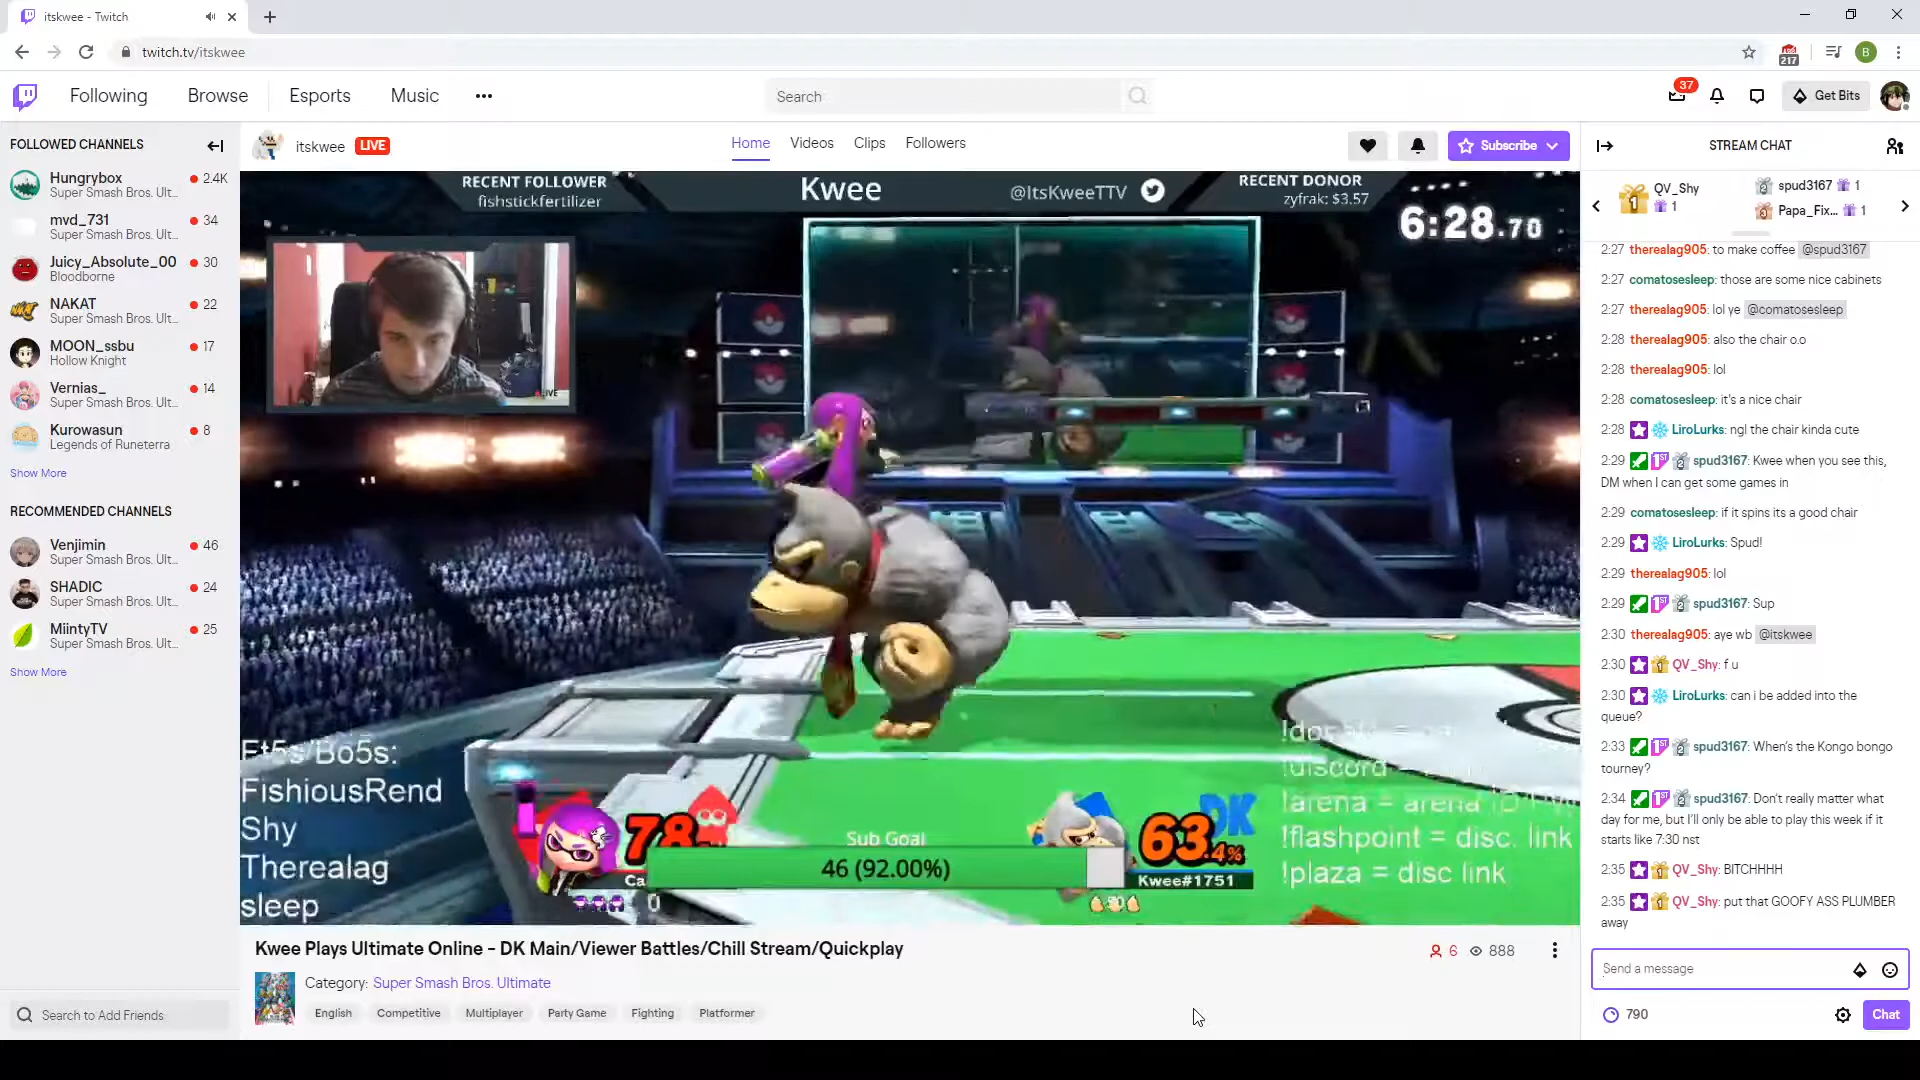 itskwee - Twitch
twitch.tv/itskwee
217
B
Following
Browse
Esports
Music
Search
37
Get Bits
FOLLOWED CHANNELS
Hungrybox
2.4K
Super Smash Bros. Ult...
mvd_731
34
Super Smash Bros. Ult...
Juicy_Absolute_00
30
Bloodborne
NAKAT
22
Super Smash Bros. Ult...
MOON_ssbu
17
Hollow Knight
Vernias_
14
Super Smash Bros. Ult...
Kurowasun
8
Legends of Runeterra
Show More
RECOMMENDED CHANNELS
Venjimin
46
Super Smash Bros. Ult...
SHADIC
24
Super Smash Bros. Ult...
MiintyTV
25
Super Smash Bros. Ult...
Show More
Search to Add Friends
itskwee
LIVE
Home
Videos
Clips
Followers
Subscribe
RECENT FOLLOWER
fishstickfertilizer
Kwee
@ItsKweeTTV
RECENT DONOR
zyfrak: $3.57
6:28.70
LIVE
Ft5s/Bo5s:
FishiousRend
Shy
Therealag
sleep
78
Sub Goal
46 (92.00%)
Ca
0
DK
63.4%
Kwee#1751
!discord =
!arena = arena
!flashpoint = disc. link
!plaza = disc link
Kwee Plays Ultimate Online - DK Main/Viewer Battles/Chill Stream/Quickplay
6
888
Category: Super Smash Bros. Ultimate
English
Competitive
Multiplayer
Party Game
Fighting
Platformer
STREAM CHAT
1
QV_Shy
1
2
spud3167
1
3
Papa_Fix...
1
2:27 therealag905: to make coffee @spud3167
2:27 comatosesleep: those are some nice cabinets
2:27 therealag905: lol ye @comatosesleep
2:28 therealag905: also the chair o.o
2:28 therealag905: lol
2:28 comatosesleep: it's a nice chair
2:28 LiroLurks: ngl the chair kinda cute
2:29 spud3167: Kwee when you see this,
DM when I can get some games in
2:29 comatosesleep: if it spins its a good chair
2:29 LiroLurks: Spud!
2:29 therealag905: lol
2:29 spud3167: Sup
2:30 therealag905: aye wb @itskwee
2:30 QV_Shy: f u
2:30 LiroLurks: can i be added into the
queue?
2:33 spud3167: When's the Kongo bongo
tourney?
2:34 spud3167: Don't really matter what
day for me, but I'll only be able to play this week if it
starts like 7:30 nst
2:35 QV_Shy: BITCHHHH
2:35 QV_Shy: put that GOOFY ASS PLUMBER
away
Send a message
790
Chat